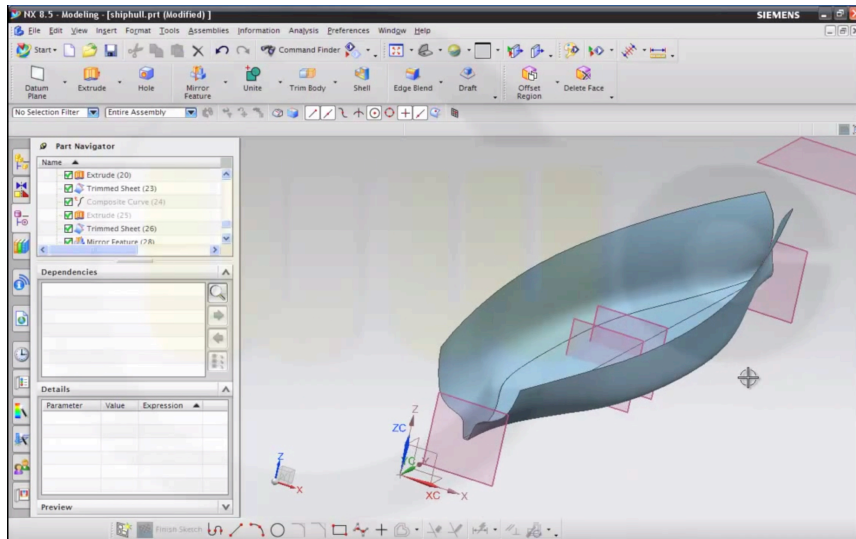 NX 8.5 - Modeling - [shiphull.prt (Modified) ]
SIEMENS
File Edit View Insert Format Tools Assemblies Information Analysis Preferences Window Help
Start Command Finder
Datum Plane
Extrude
Hole
Mirror Feature
Unite
Trim Body
Shell
Edge Blend
Draft
Offset Region
Delete Face
No Selection Filter
Entire Assembly
Part Navigator
Name
Extrude (20)
Trimmed Sheet (23)
Composite Curve (24)
Extrude (25)
Trimmed Sheet (26)
Mirror Feature (28)
Dependencies
Details
Parameter Value Expression
Preview
Z
X
Z
ZC
YC
Y
XC
X
Finish Sketch